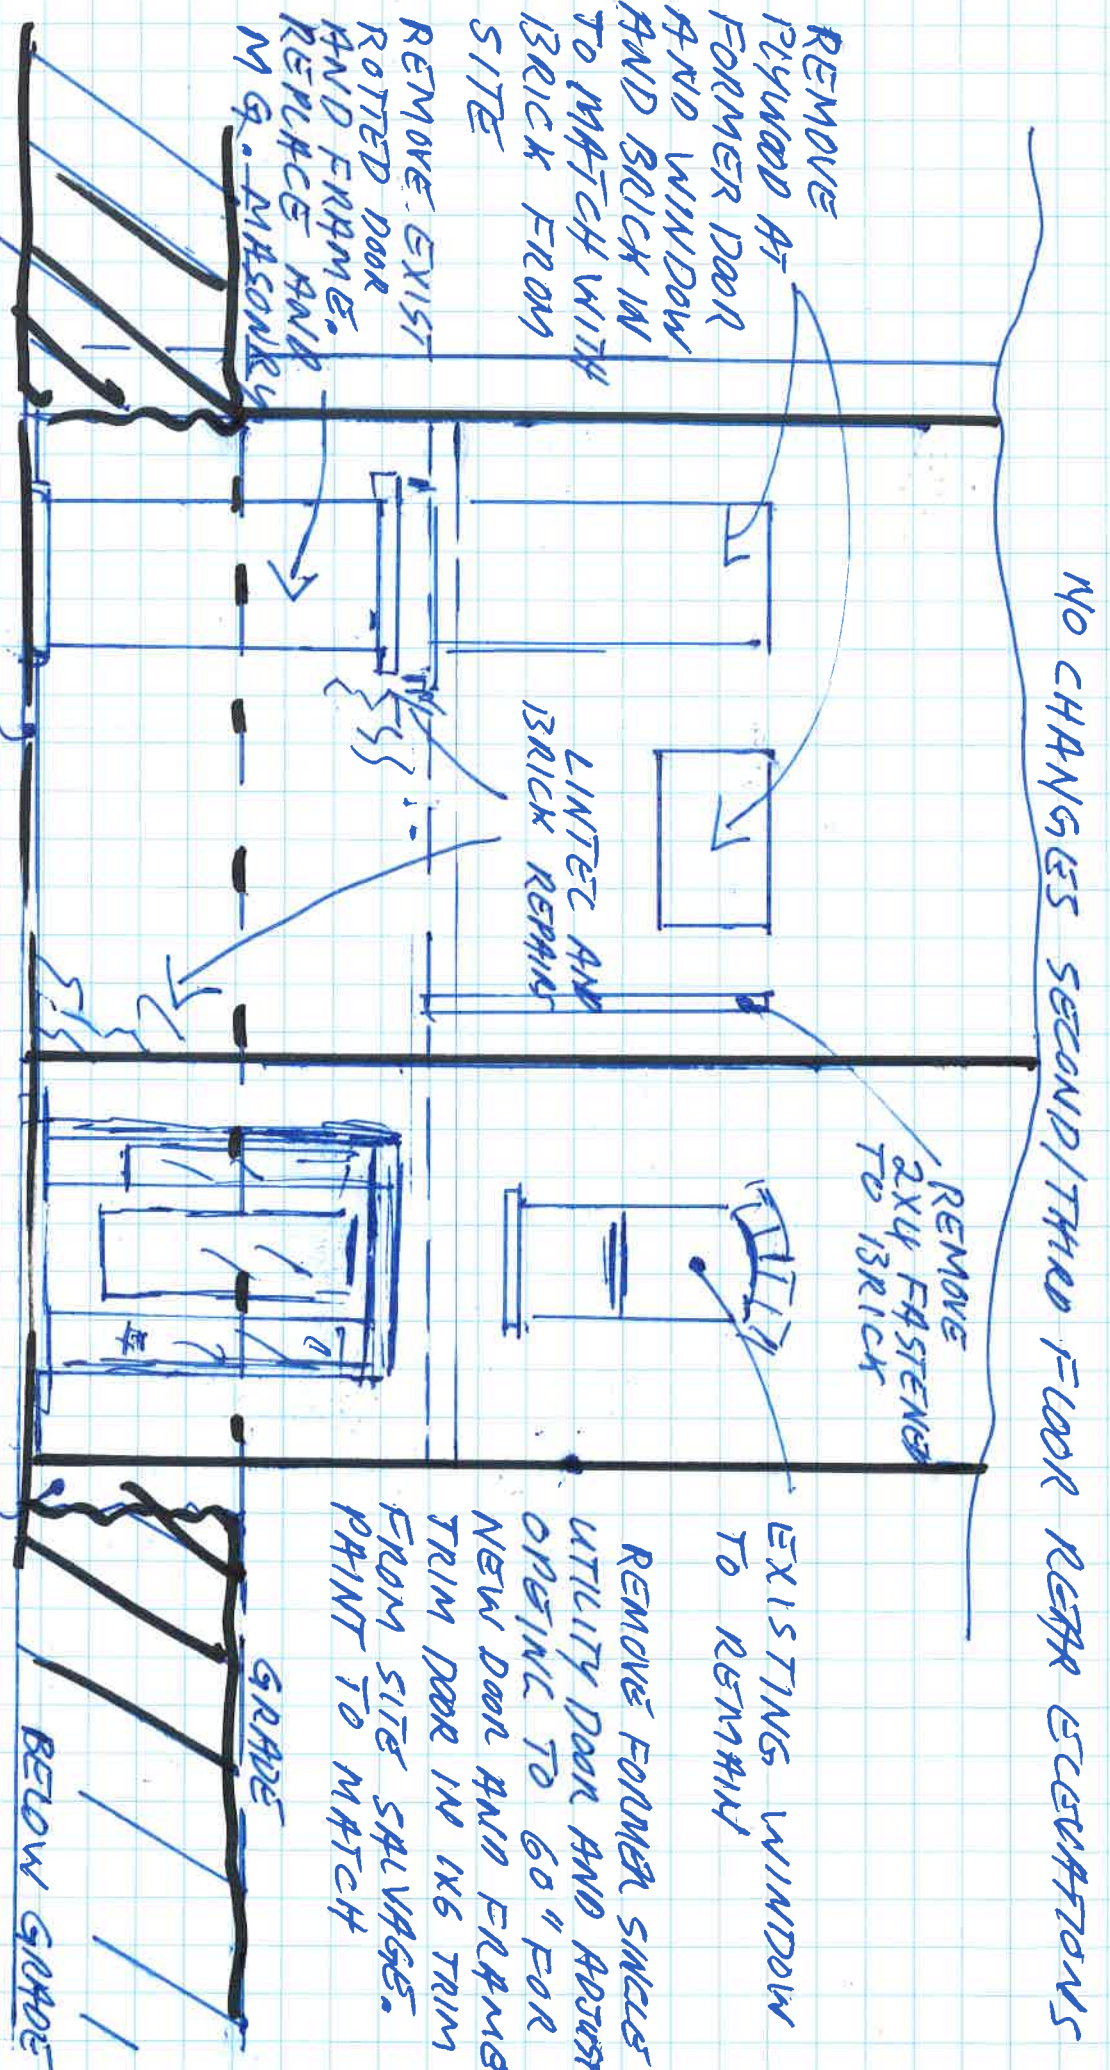 NO CHANGES SECOND/THIRD FLOOR REAR ELEVATIONS
REMOVE
PLYWOOD AT
FORMER DOOR
AND WINDOW
AND BRICK IN
TO MATCH WITH
BRICK FROM
SITE
REMOVE EXIST
ROTTED DOOR
AND FRAME.
REPLACE AND
M Q. MASONRY
LINTEL AND
BRICK REPAIRS
REMOVE
2X4 FASTENED
TO BRICK
EXISTING WINDOW
TO REMAIN
REMOVE FORMER SINGLE
UTILITY DOOR AND ADJUST
OPEINC TO 60" FOR
NEW DOOR AND FRAME
TRIM DOOR IN 1X6 TRIM
FROM SITE SALVAGE.
PAINT TO MATCH
GRADE
BELOW GRADE